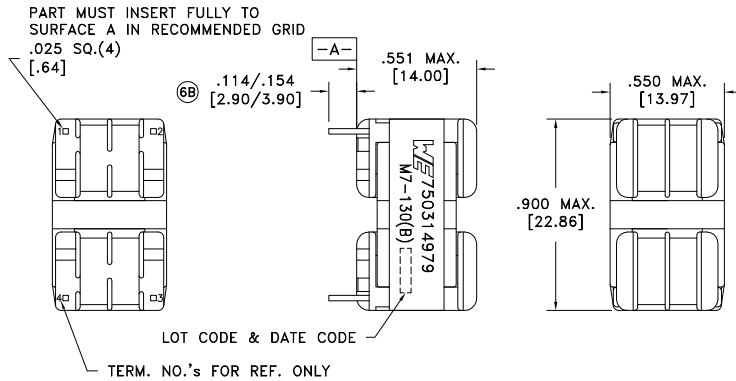 PART MUST INSERT FULLY TO
SURFACE A IN RECOMMENDED GRID
.025 SQ.(4)
[.64]
1
2
4
3
TERM. NO.'s FOR REF. ONLY
6B
.114/.154
[2.90/3.90]
-A-
.551 MAX.
[14.00]
WE 750314979
M7-130(B)
LOT CODE & DATE CODE
.550 MAX.
[13.97]
.900 MAX.
[22.86]